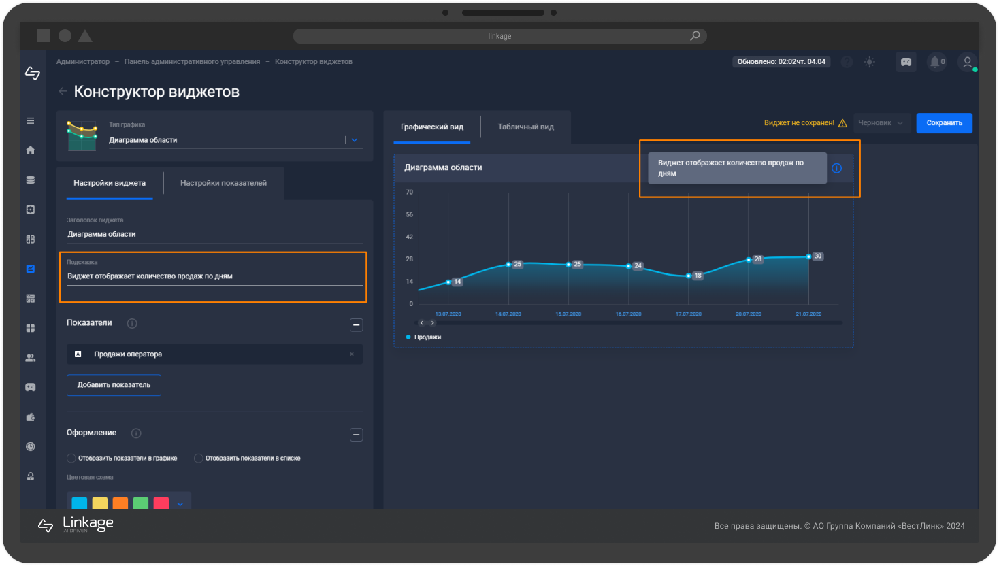 linkage
Администратор – Панель административного управления – Конструктор виджетов
Обновлено: 02:02чт. 04.04
0
Конструктор виджетов
Тип графика
Диаграмма области
Графический вид
Табличный вид
Виджет не сохранен!
Черновик
Сохранить
Настройки виджета
Настройки показателей
Заголовок виджета
Диаграмма области
Подсказка
Виджет отображает количество продаж по дням
Показатели
A
Продажи оператора
×
Добавить показатель
Оформление
Отобразить показатели в графике
Отобразить показатели в списке
Цветовая схема
Диаграмма области
Виджет отображает количество продаж по
дням
70
56
42
28
14
0
14
25
25
24
18
28
30
13.07.2020
14.07.2020
15.07.2020
16.07.2020
17.07.2020
20.07.2020
21.07.2020
Продажи
Linkage
AI DRIVEN
Все права защищены. © АО Группа Компаний «ВестЛинк» 2024